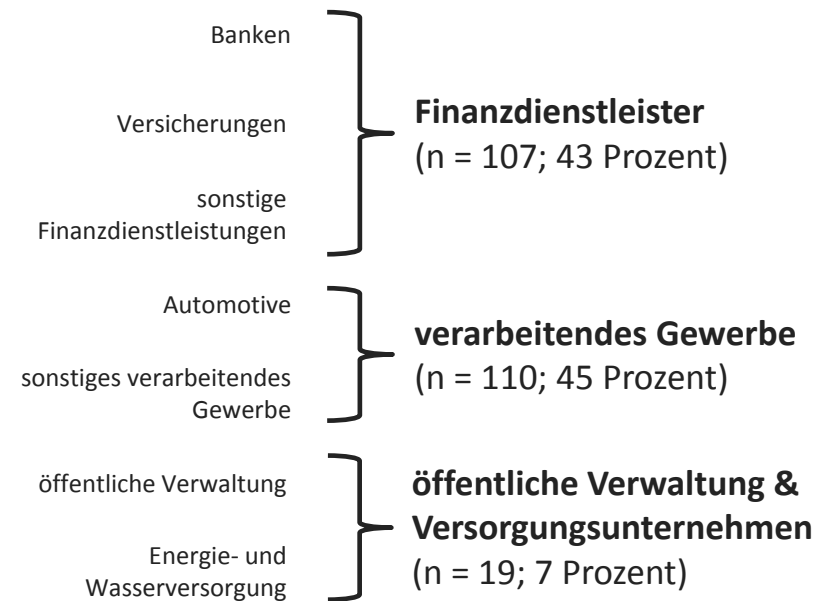 Banken
Versicherungen
sonstige
Finanzdienstleistungen
Finanzdienstleister
(n = 107; 43 Prozent)
Automotive
sonstiges verarbeitendes
Gewerbe
verarbeitendes Gewerbe
(n = 110; 45 Prozent)
öffentliche Verwaltung
Energie- und
Wasserversorgung
öffentliche Verwaltung &
Versorgungsunternehmen
(n = 19; 7 Prozent)